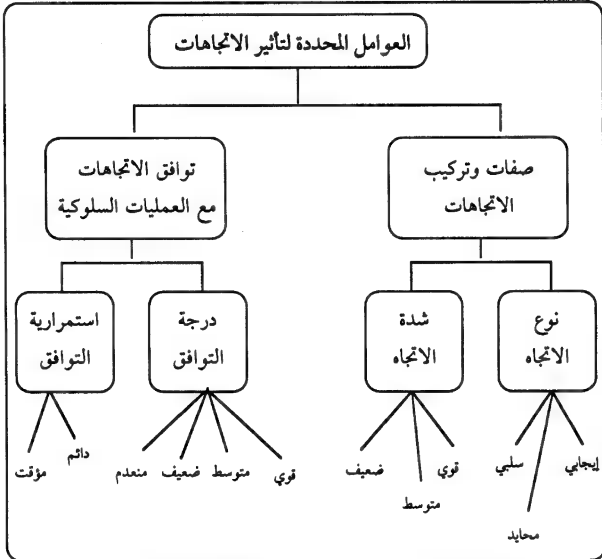 العوامل المحددة لتأثير الاتجاهات
صفات وتركيب
الاتجاهات
توافق الاتجاهات
مع العمليات السلوكية
نوع
الاتجاه
شدة
الاتجاه
درجة
التوافق
استمرارية
التوافق
إيجابي
سلبي
محايد
قوي
متوسط
ضعيف
قوي
متوسط
ضعيف
منعدم
دائم
مؤقت